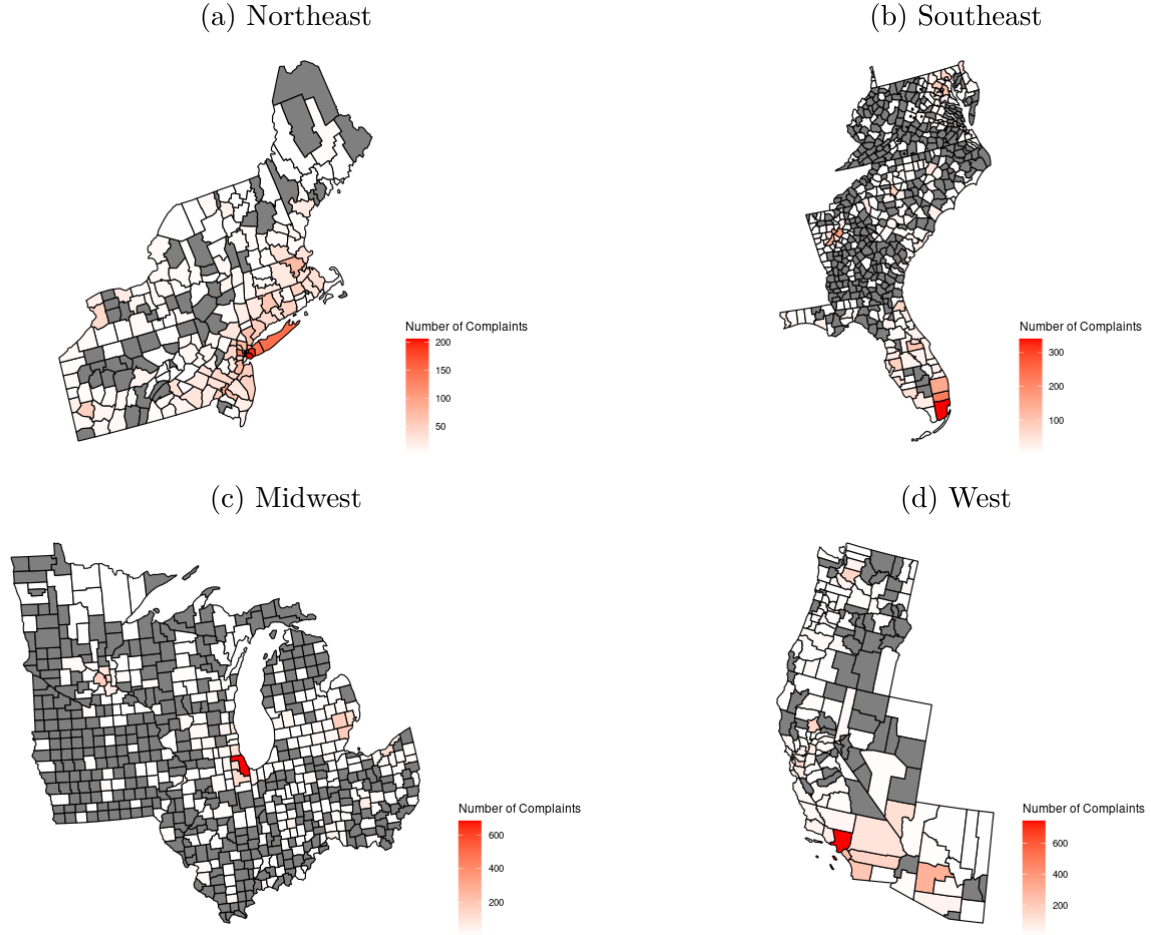 (a) Northeast
(b) Southeast
Number of Complaints
200
150
100
50
Number of Complaints
300
200
100
(c) Midwest
(d) West
Number of Complaints
600
400
200
Number of Complaints
600
400
200